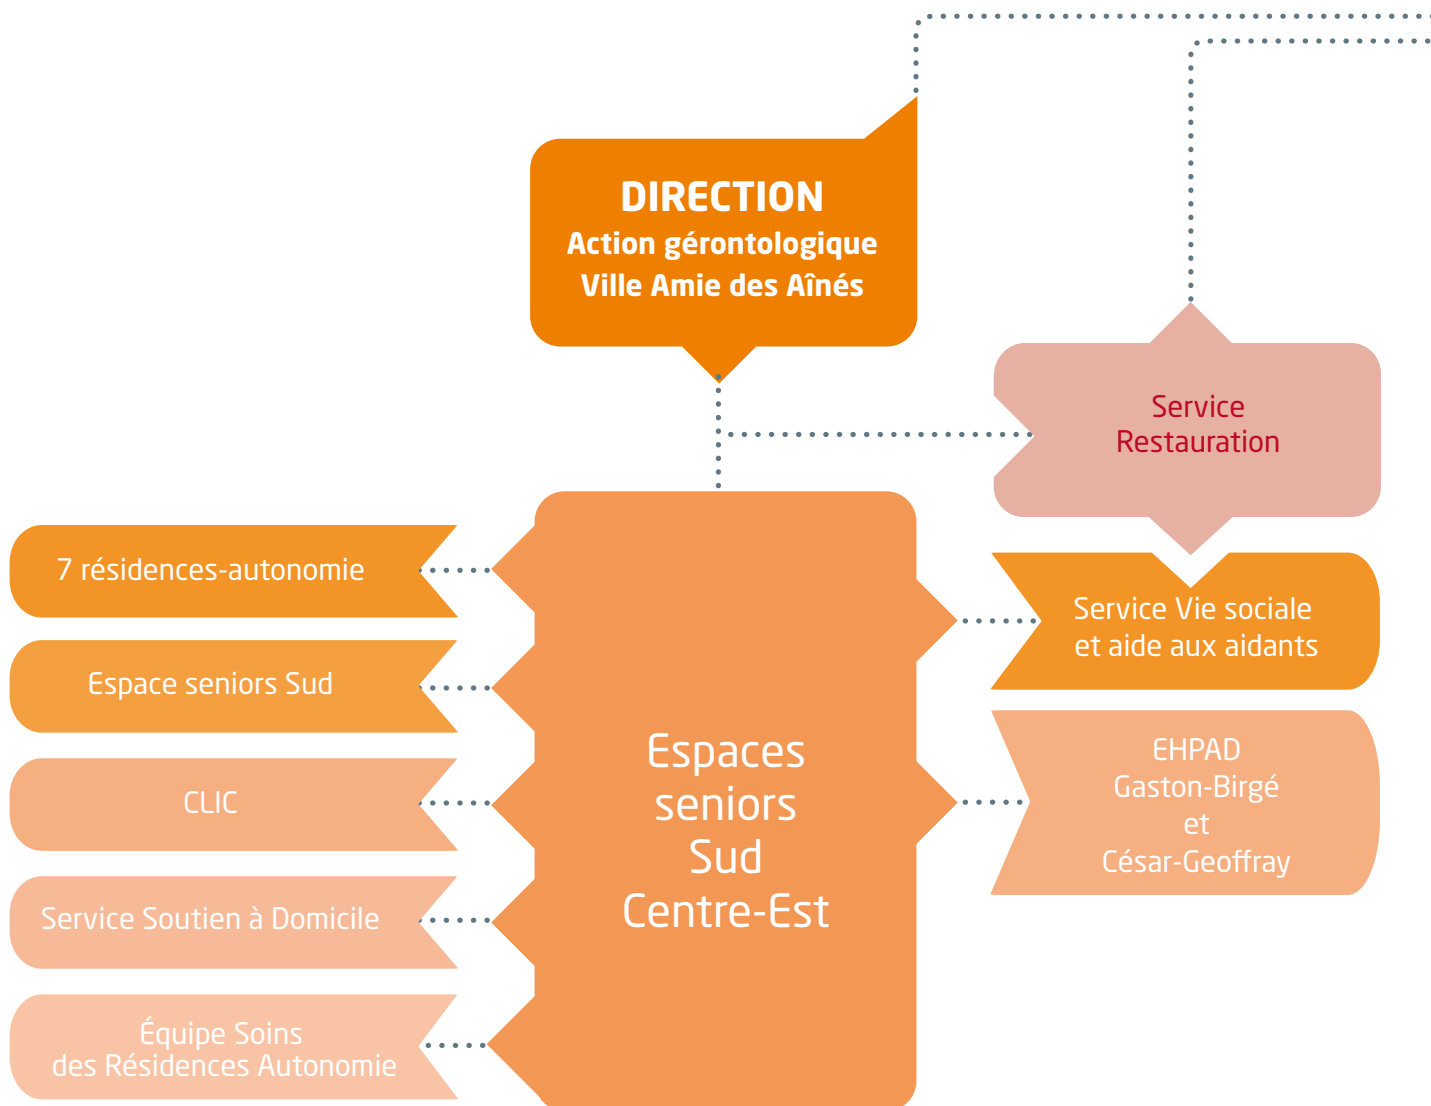 DIRECTION
Action gérontologique
Ville Amie des Aînés
Service
Restauration
7 résidences-autonomie
Espace seniors Sud
CLIC
Service Soutien à Domicile
Équipe Soins
des Résidences Autonomie
Espaces
seniors
Sud
Centre-Est
Service Vie sociale
et aide aux aidants
EHPAD
Gaston-Birgé
et
César-Geoffray